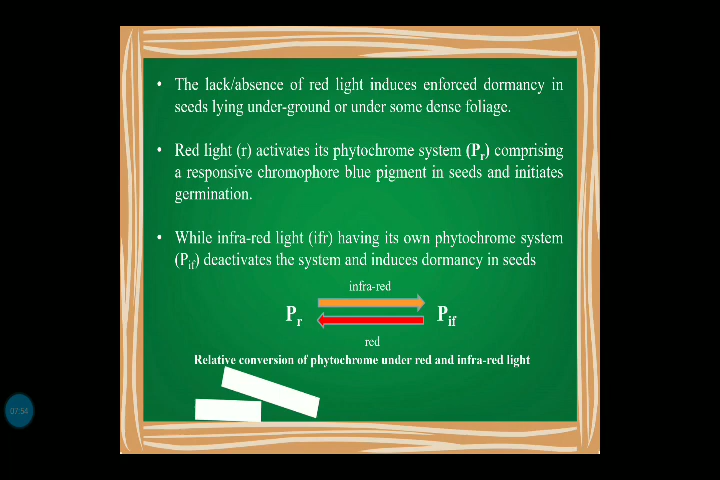 • The lack/absence of red light induces enforced dormancy in
seeds lying under-ground or under some dense foliage.
• Red light (r) activates its phytochrome system (Pr) comprising
a responsive chromophore blue pigment in seeds and initiates
germination.
• While infra-red light (ifr) having its own phytochrome system
(Pif) deactivates the system and induces dormancy in seeds
infra-red
Pr Pif
red
Relative conversion of phytochrome under red and infra-red light
07:54